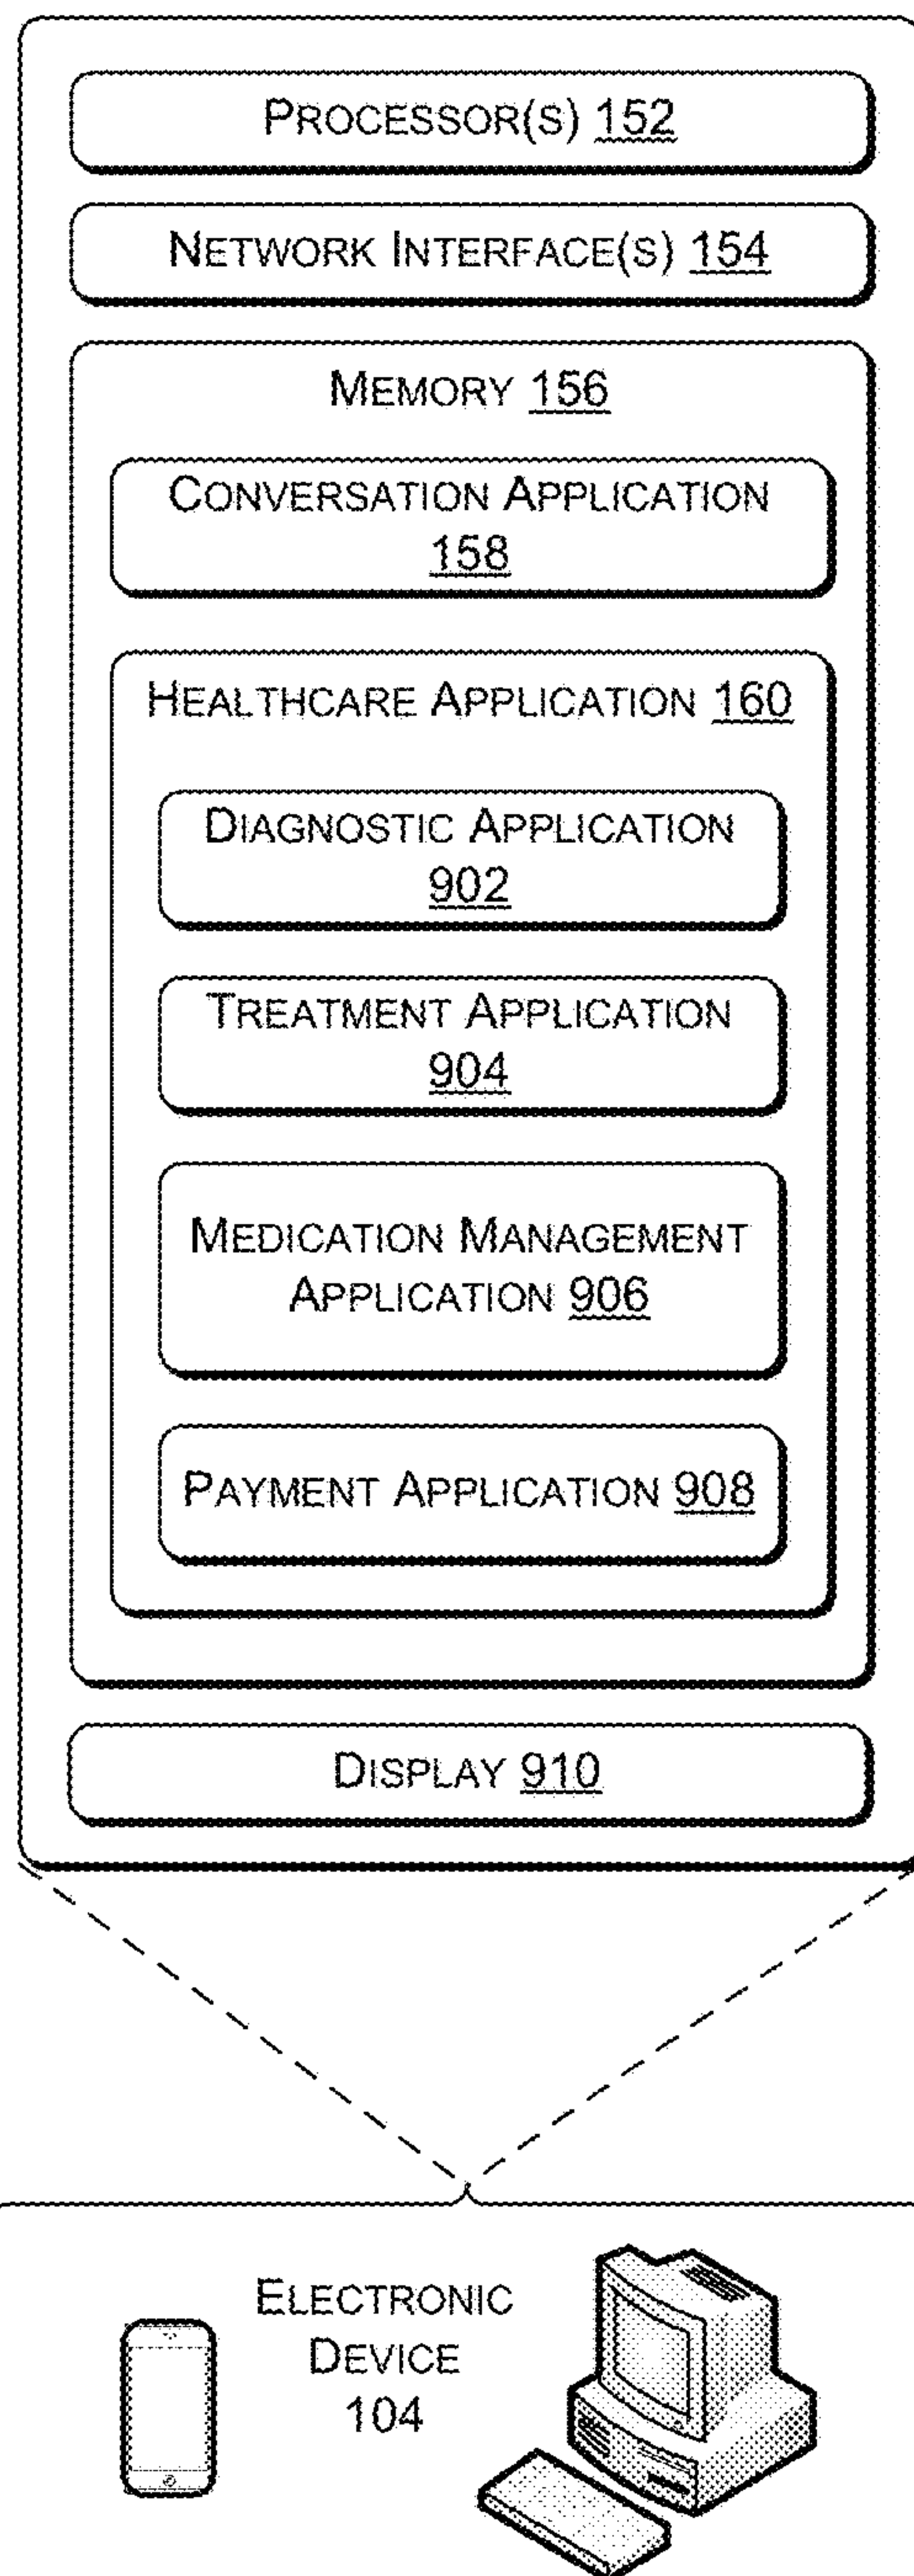 PROCESSOR(S) 152
NETWORK INTERFACE(S) 154
MEMORY 156
CONVERSATION APPLICATION
158
HEALTHCARE APPLICATION 160
DIAGNOSTIC APPLICATION
902
TREATMENT APPLICATION
904
MEDICATION MANAGEMENT
APPLICATION 906
PAYMENT APPLICATION 908
DISPLAY 910
ELECTRONIC
DEVICE
104